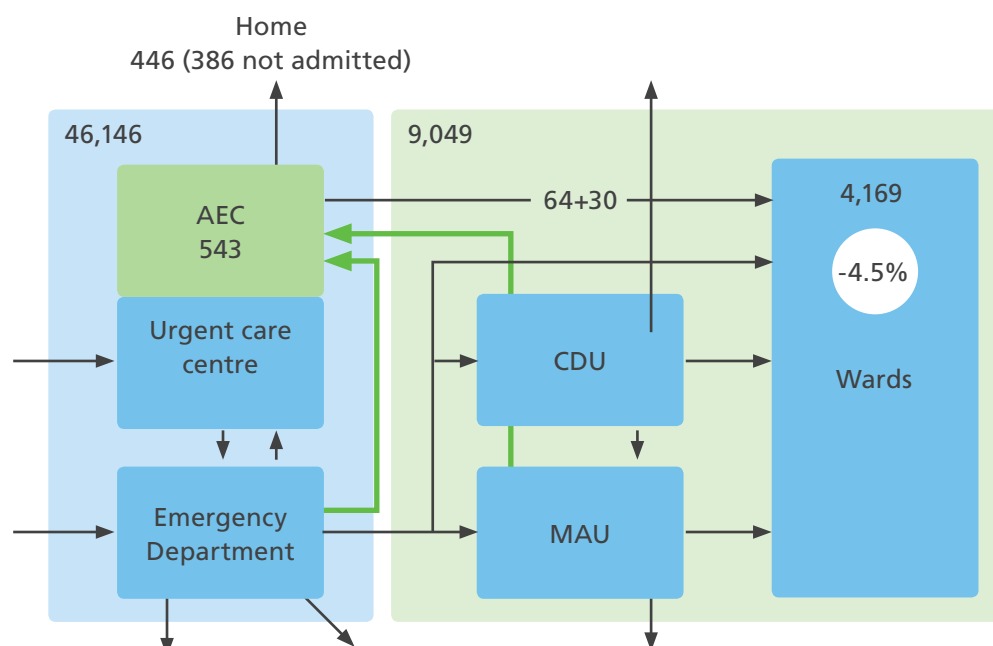 Home
446 (386 not admitted)
46,146
9,049
AEC
543
64+30
4,169
-4.5%
Urgent care
centre
CDU
Wards
Emergency
Department
MAU